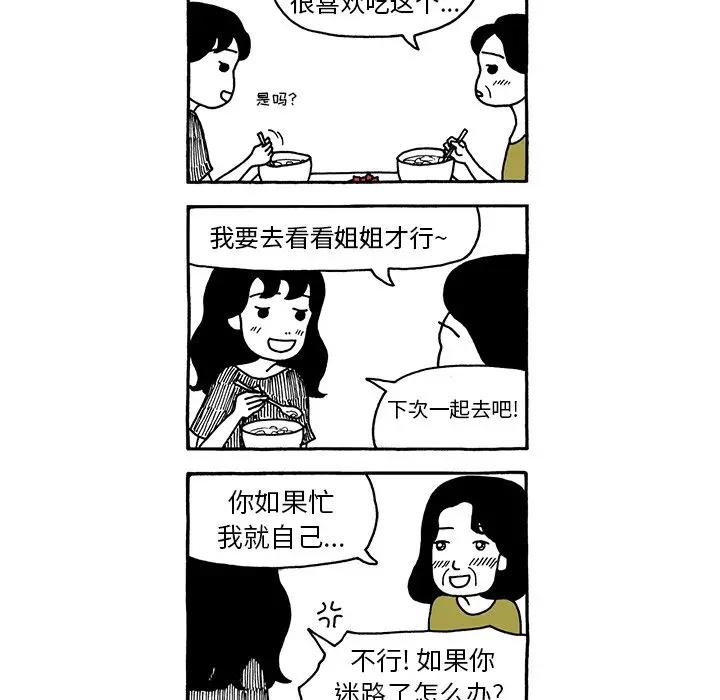 很喜欢吃这个...
是吗?
我要去看看姐姐才行~
下次一起去吧!
你如果忙
我就自己...
不行! 如果你
迷路了怎么办?